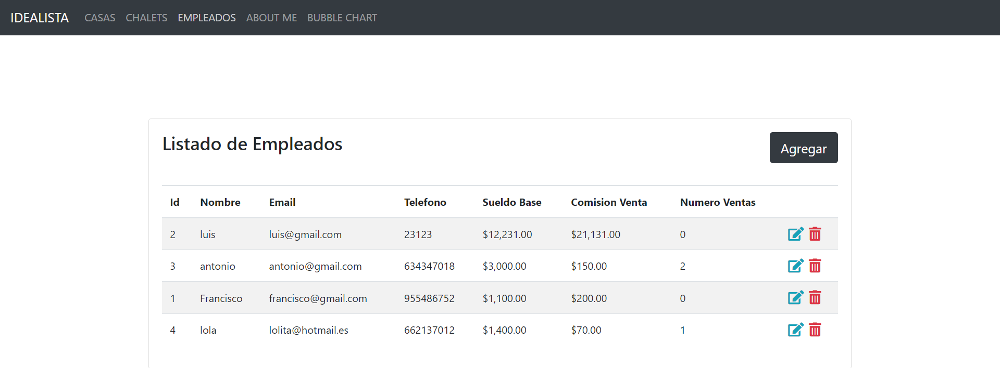 IDEALISTA CASAS CHALETS EMPLEADOS ABOUT ME BUBBLE CHART
Listado de Empleados
Agregar
Id Nombre Email Telefono Sueldo Base Comision Venta Numero Ventas
2 luis luis@gmail.com 23123 $12,231.00 $21,131.00 0
3 antonio antonio@gmail.com 634347018 $3,000.00 $150.00 2
1 Francisco francisco@gmail.com 955486752 $1,100.00 $200.00 0
4 lola lolita@hotmail.es 662137012 $1,400.00 $70.00 1